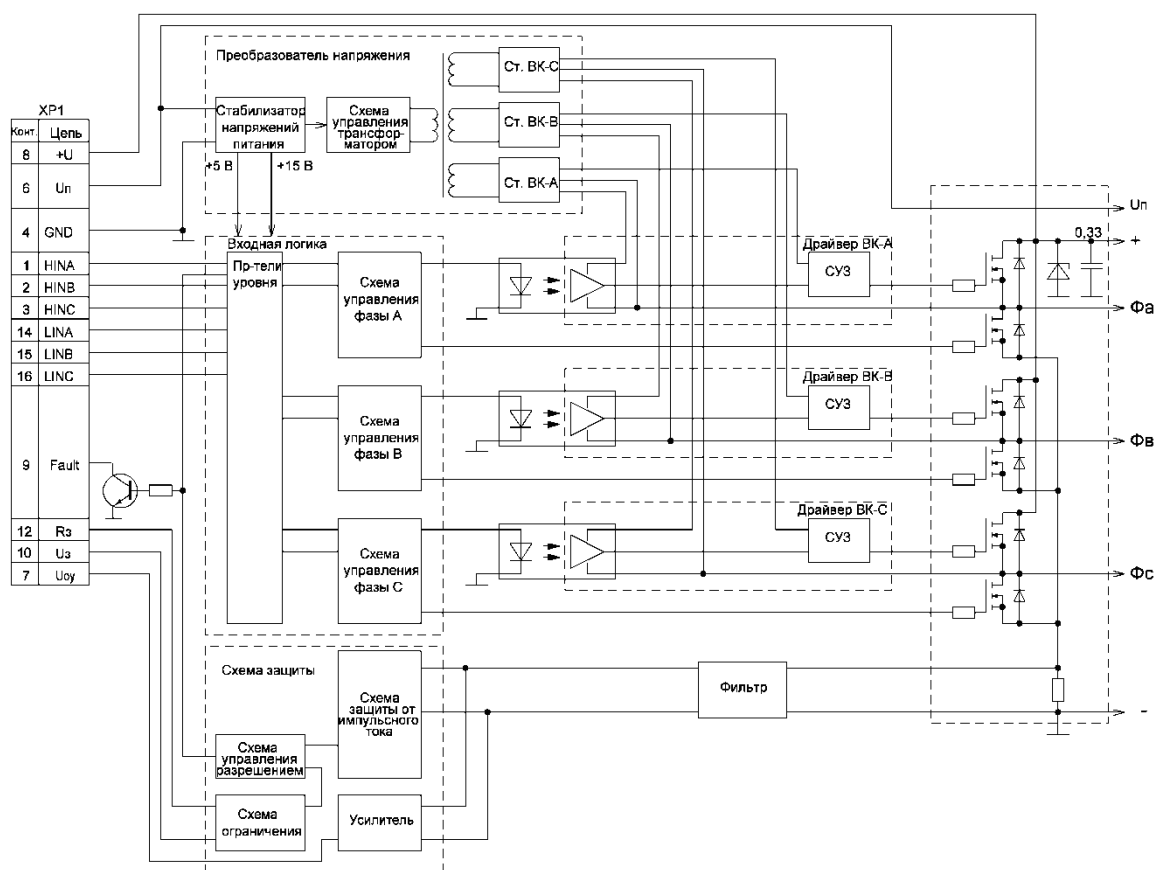 XP1
Конт. Цепь
8 +U
6 Uп
4 GND
1 HINA
2 HINB
3 HINC
14 LINA
15 LINB
16 LINC
9 Fault
12 Rз
10 Uз
7 Uоу
Преобразователь напряжения
Стабилизатор
напряжений
питания
Схема
управления
трансфор-
матором
Ст. ВК-С
Ст. ВК-В
Ст. ВК-А
+5 В
+15 В
Входная логика
Пр-тели
уровня
Схема
управления
фазы А
Схема
управления
фазы В
Схема
управления
фазы С
Драйвер ВК-А
СУЗ
Драйвер ВК-В
СУЗ
Драйвер ВК-С
СУЗ
Uп
0,33
+
Фа
Фв
Фс
-
Схема защиты
Схема
защиты от
импульсного
тока
Фильтр
Схема
управления
разрешением
Схема
ограничения
Усилитель